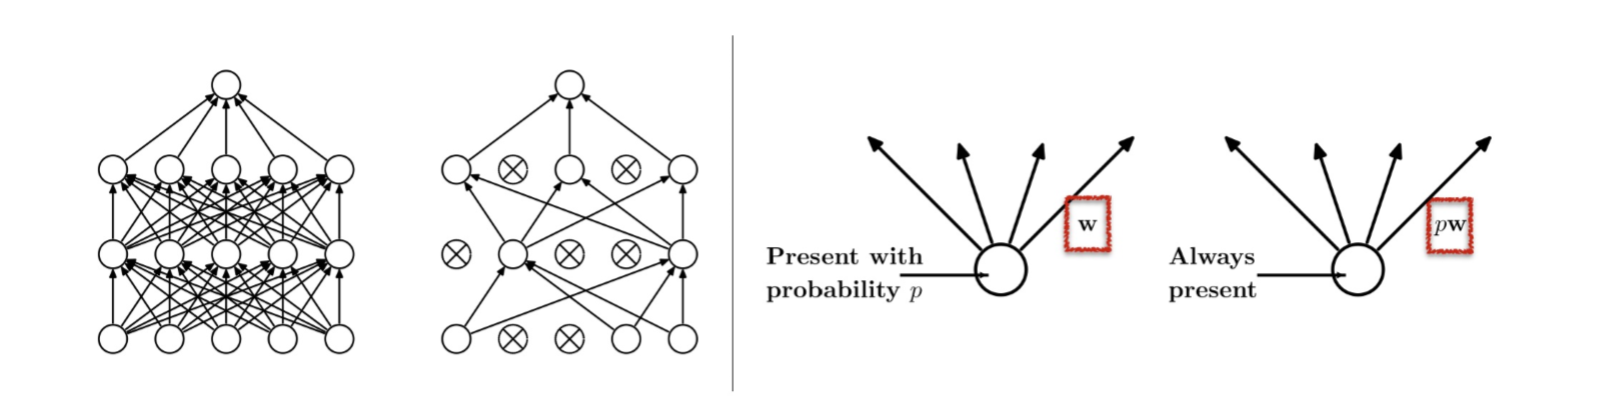 Present with
probability p
w
Always
present
pw